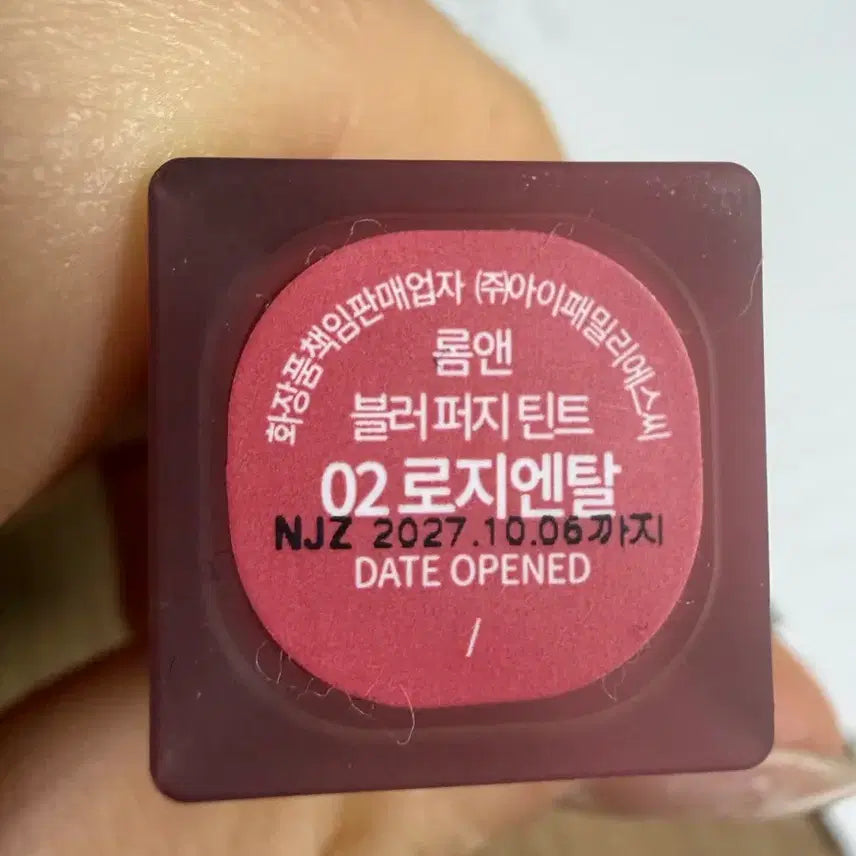 화장품책임판매업자 ㈜아이패밀리에스씨
롬앤
블러 퍼지 틴트
02 로지엔탈
NJZ 2027.10.06까지
DATE OPENED
/